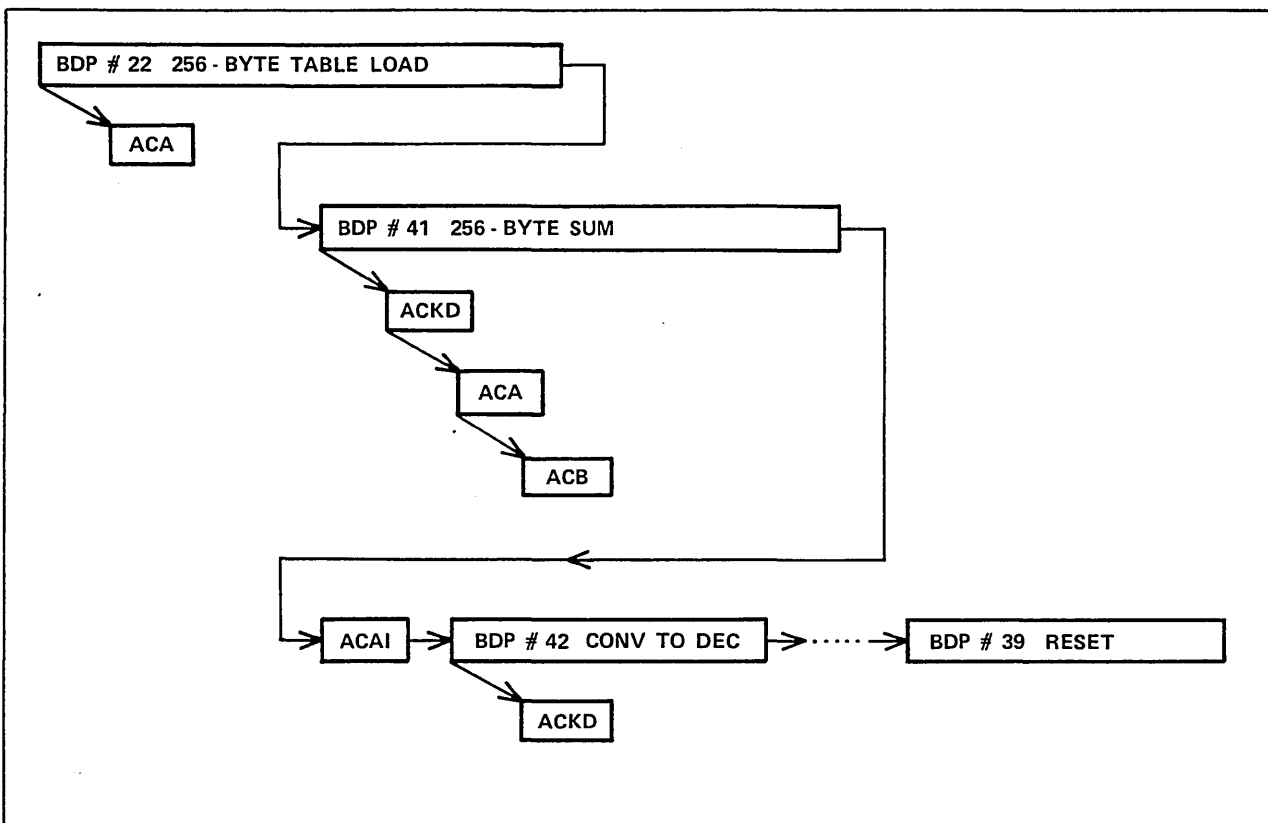 BDP # 22 256 - BYTE TABLE LOAD
ACA
BDP # 41 256 - BYTE SUM
ACKD
ACA
ACB
ACAI
BDP # 42 CONV TO DEC
BDP # 39 RESET
ACKD